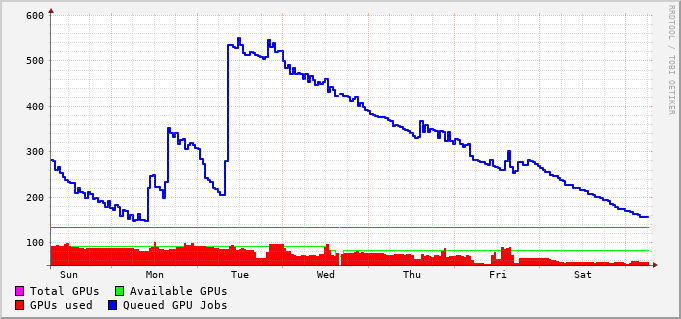 600
500
400
300
200
100
Sun Mon Tue Wed Thu Fri Sat
Total GPUs Available GPUs
GPUs used Queued GPU Jobs
RRDTOOL / TOBI OETIKER